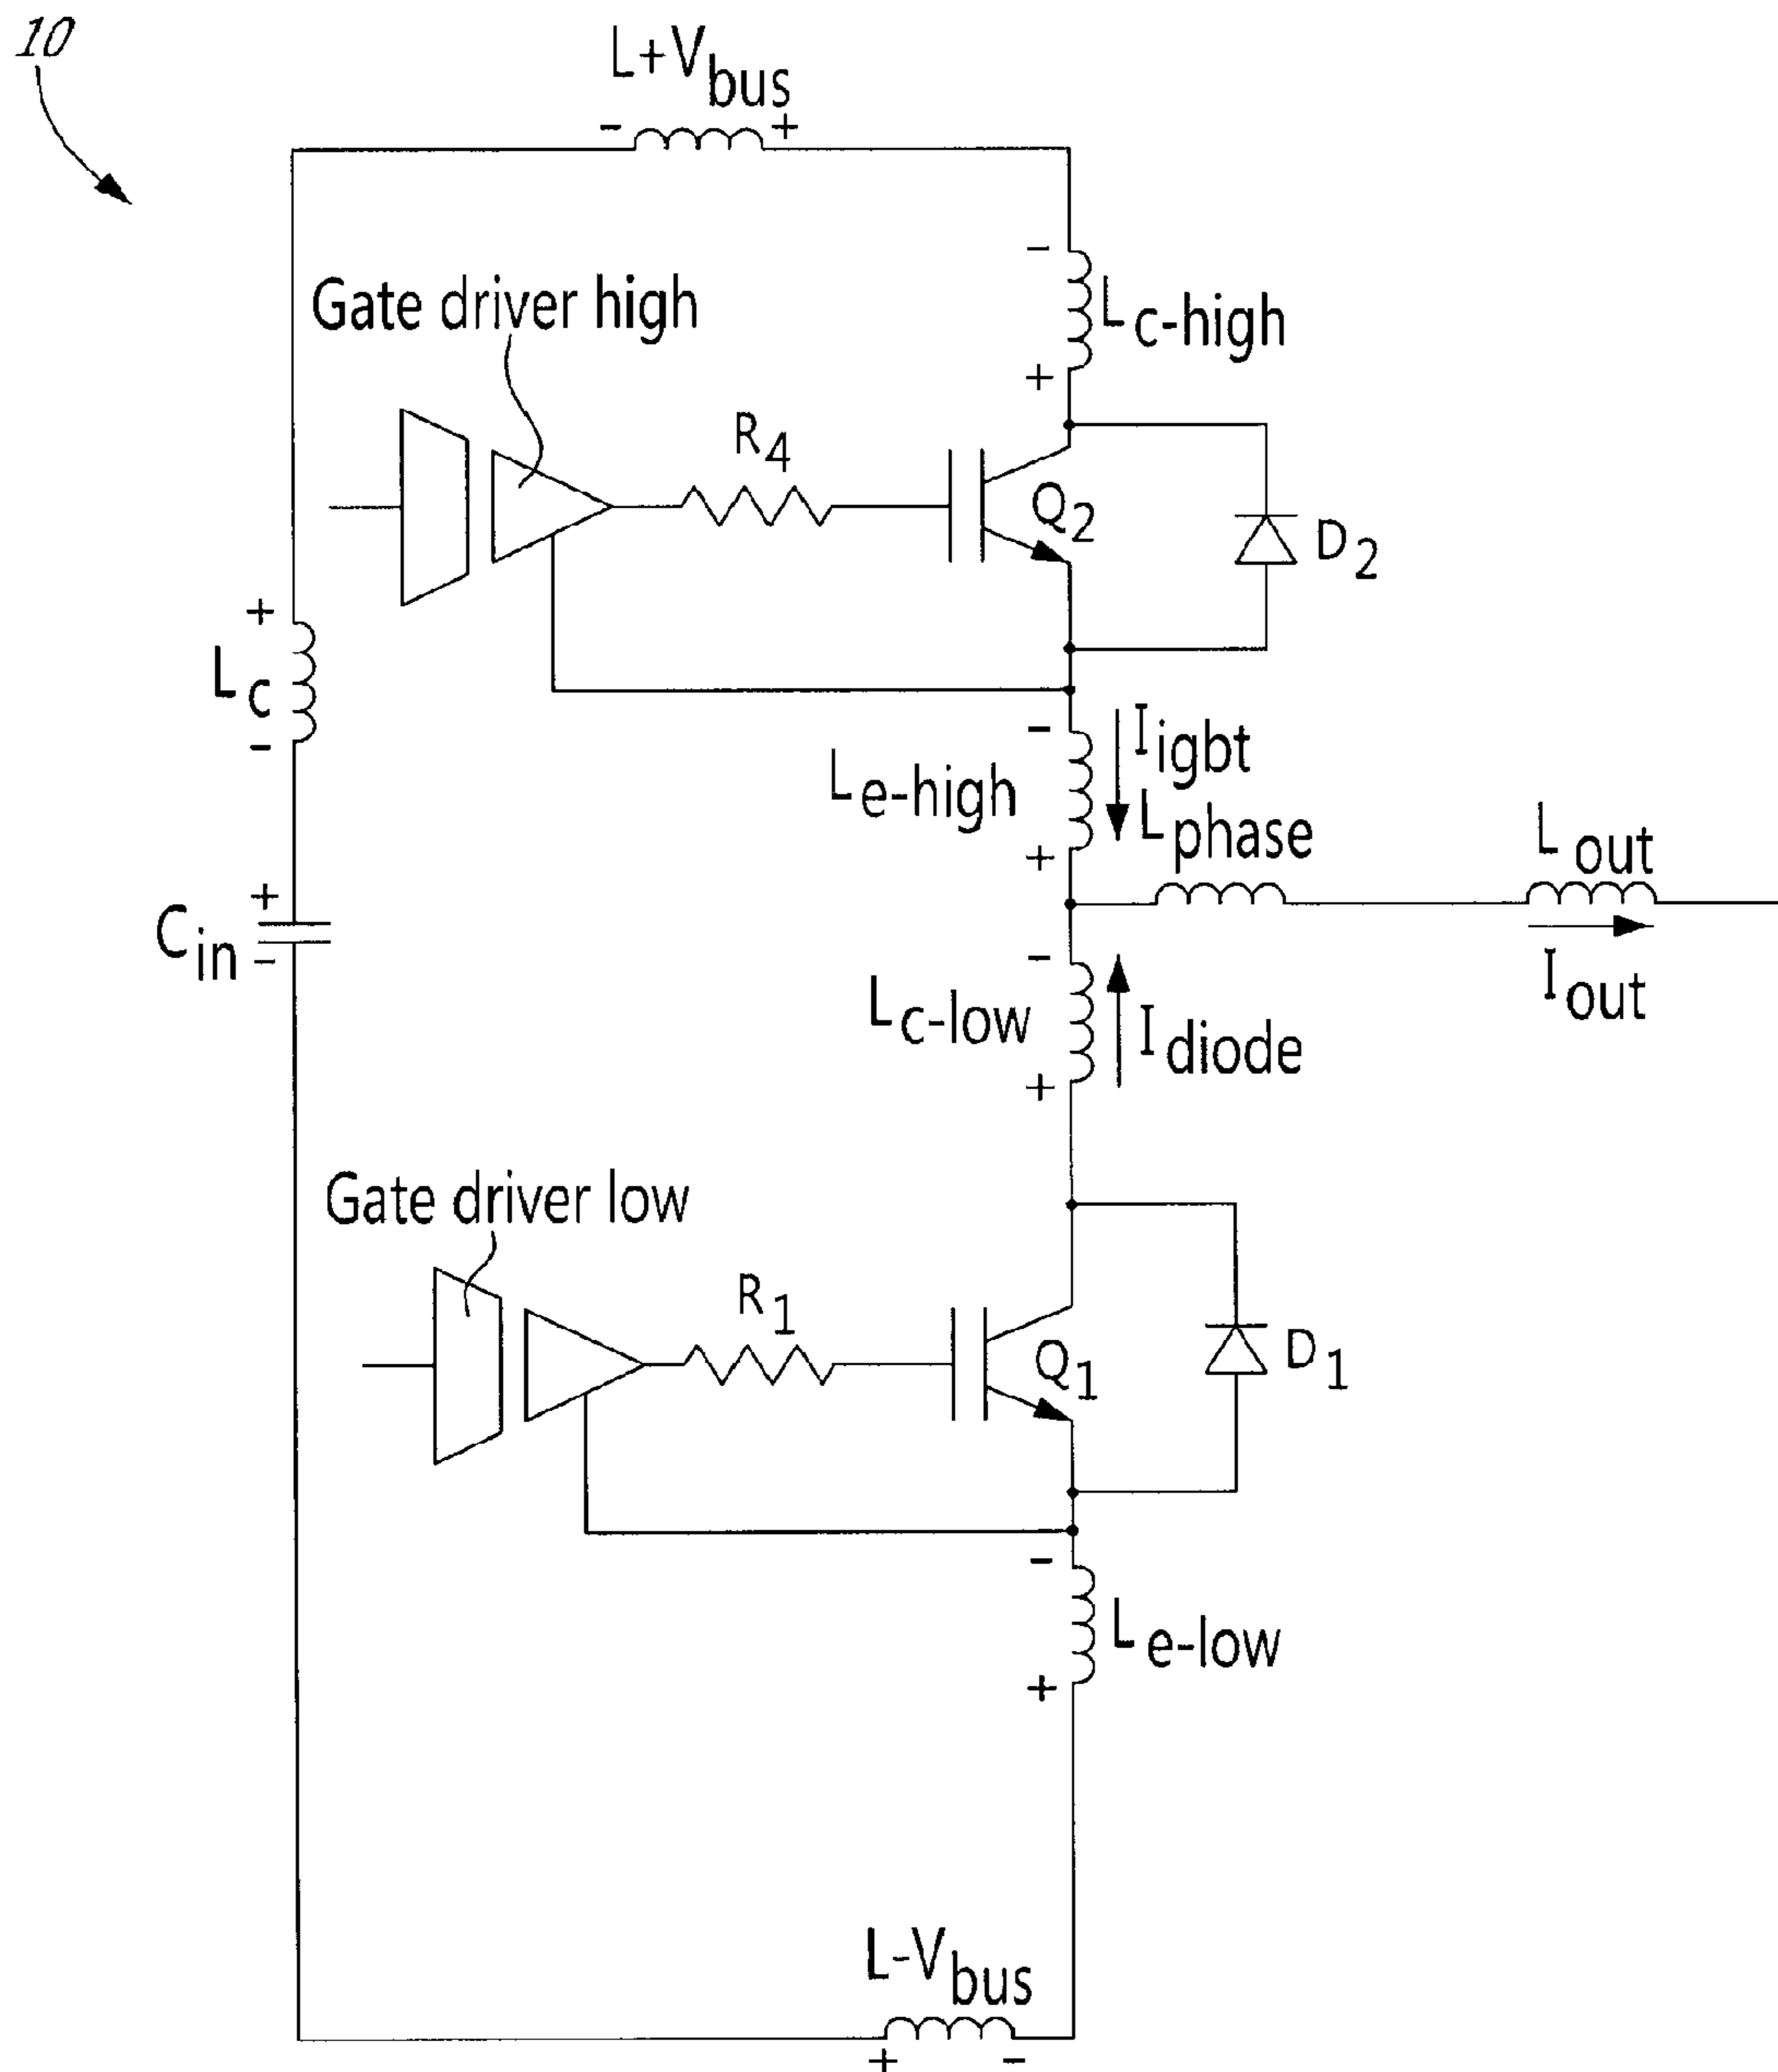 10
L+Vbus
- +
-
Gate driver high
Lc-high
+
R4
Q2
D2
+
Lc
-
-
Iigbt
Le-high
Lphase
+
Lout
+
Cin
-
-
Iout
Lc-low
Idiode
+
Gate driver low
R1
Q1
D1
-
Le-low
+
L-Vbus
+ -